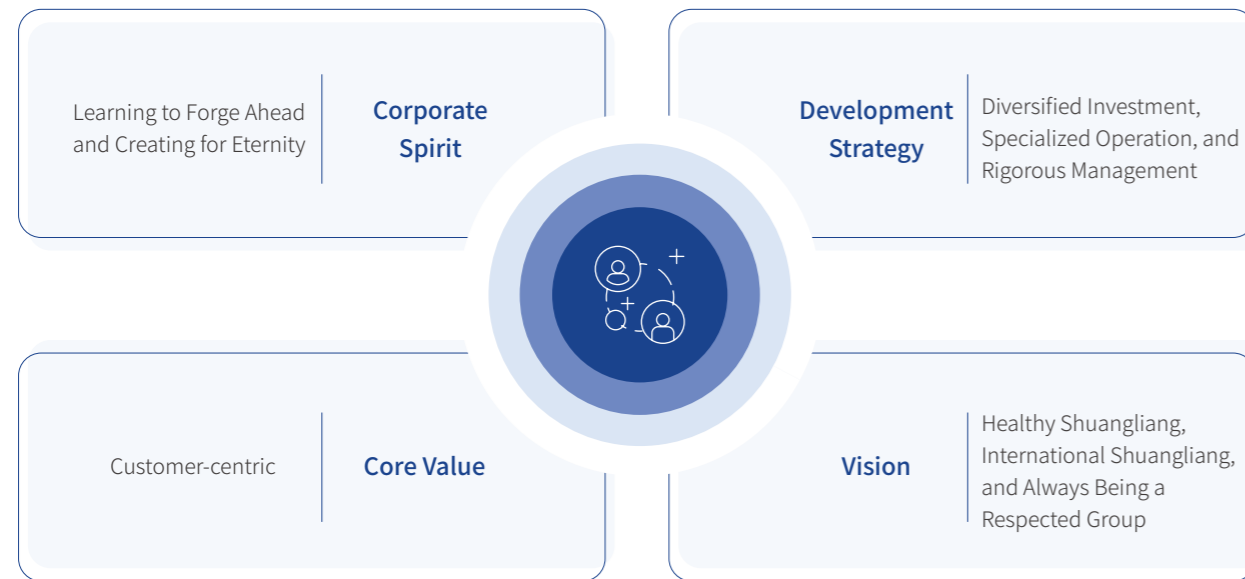 Learning to Forge Ahead
and Creating for Eternity
Corporate
Spirit
Development
Strategy
Diversified Investment,
Specialized Operation, and
Rigorous Management
Customer-centric
Core Value
Vision
Healthy Shuangliang,
International Shuangliang,
and Always Being a
Respected Group